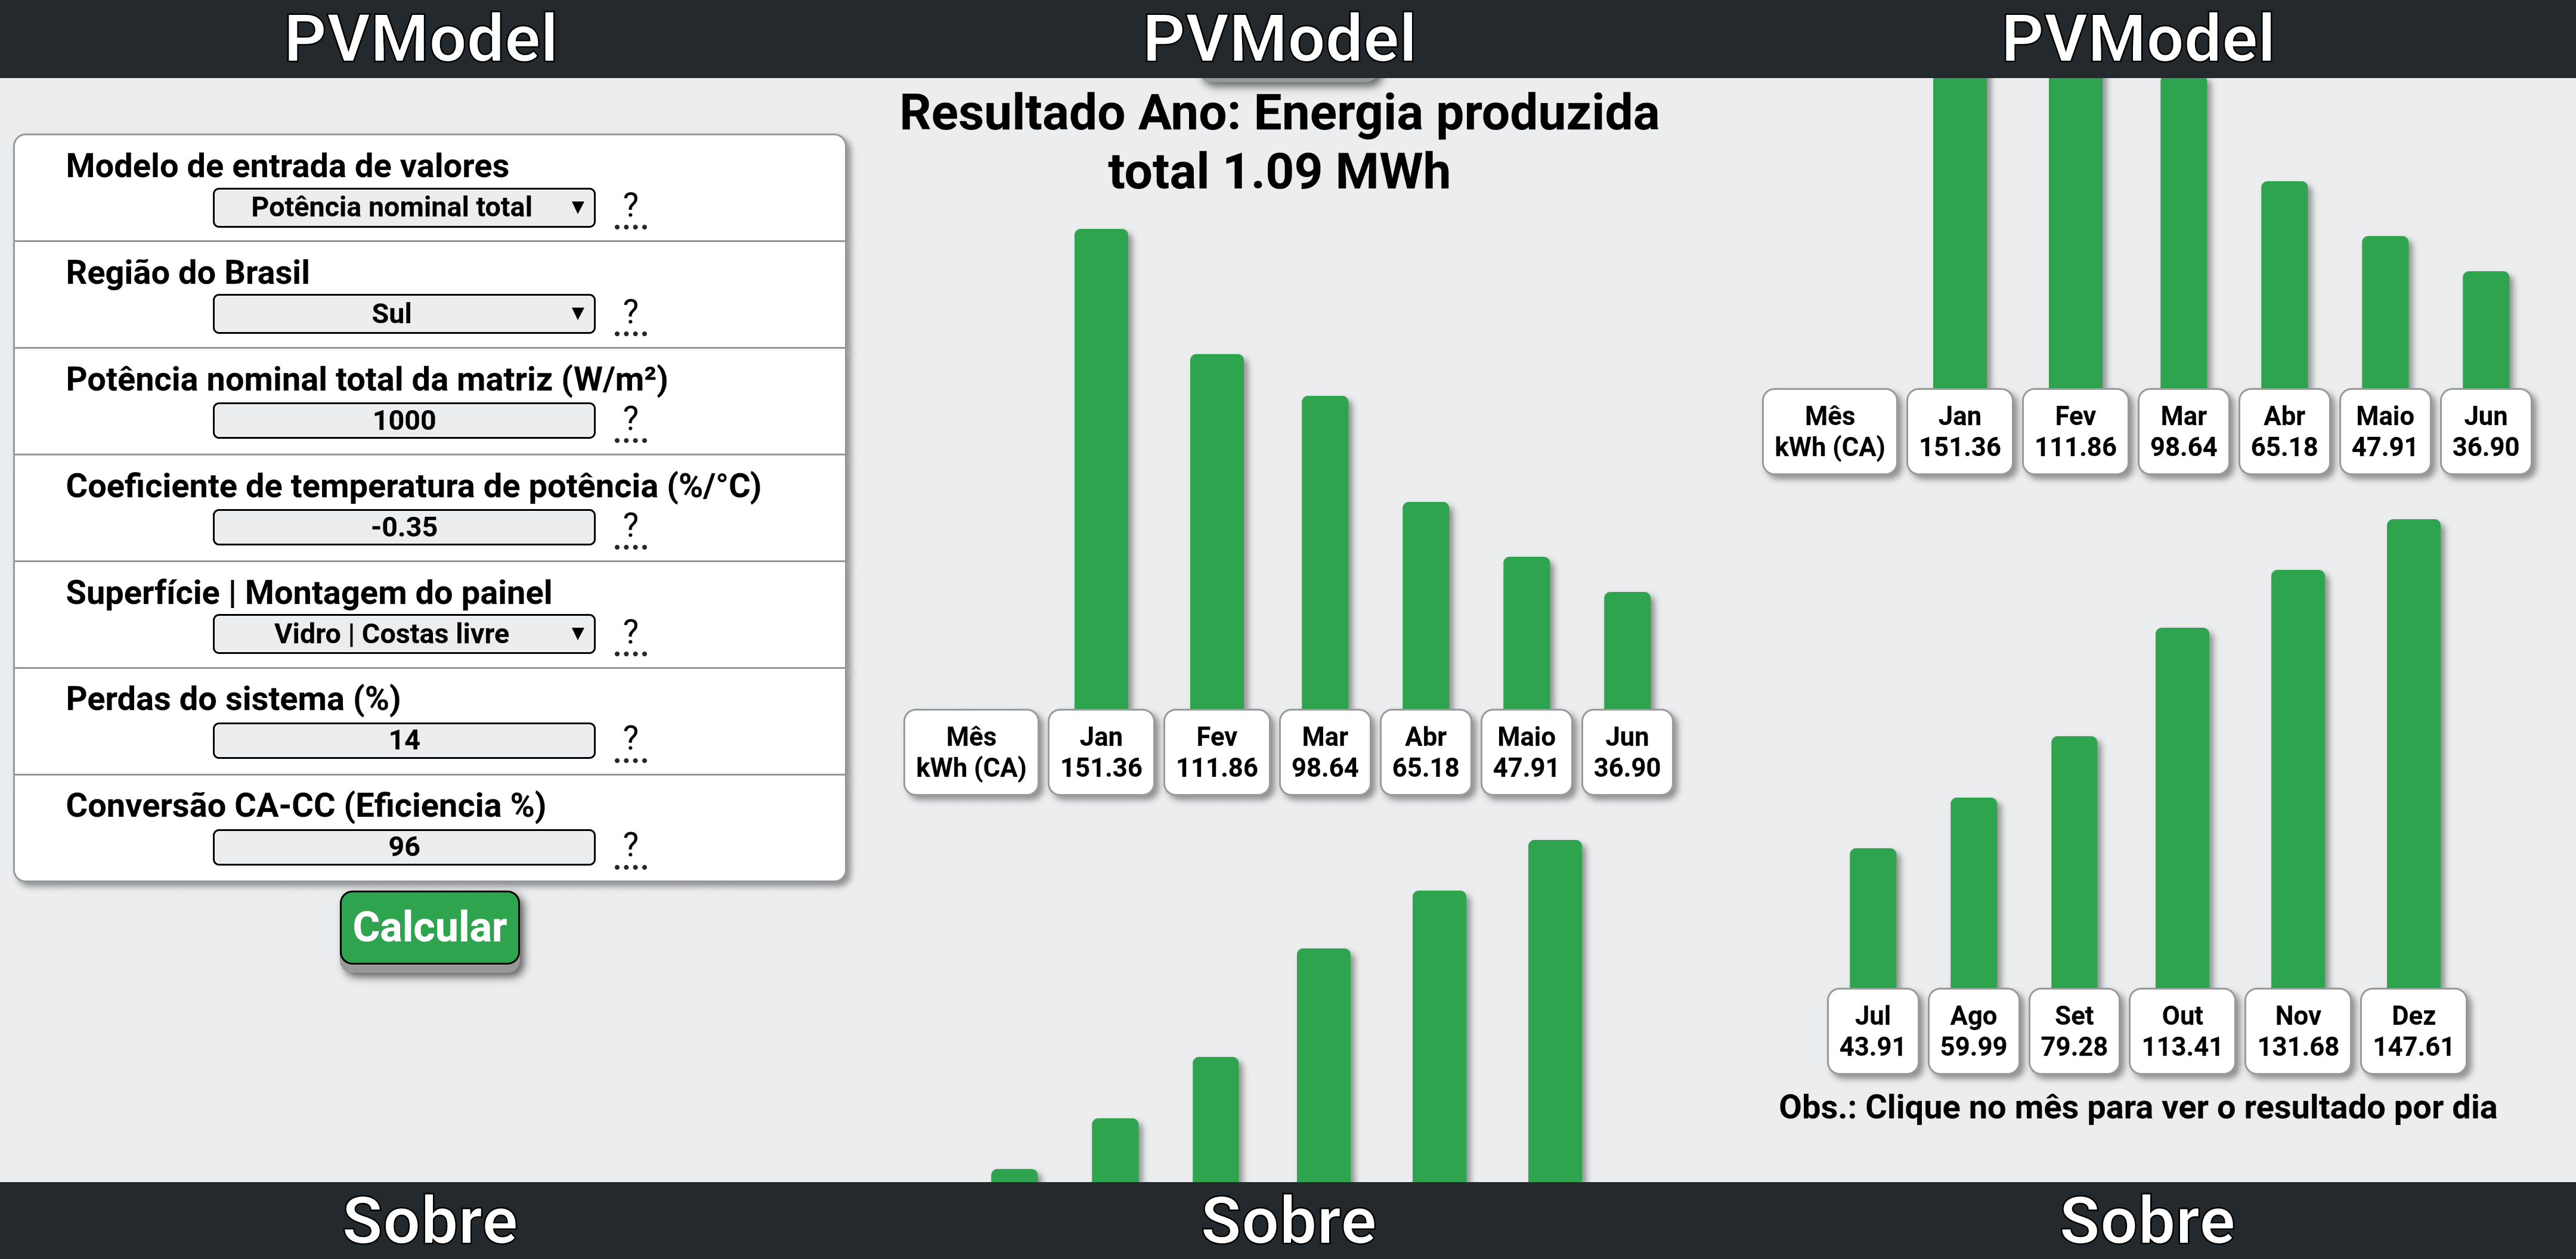 PVModel
Modelo de entrada de valores
Potência nominal total ▼ ?
Região do Brasil
Sul ▼ ?
Potência nominal total da matriz (W/m²)
1000 ?
Coeficiente de temperatura de potência (%/°C)
-0.35 ?
Superfície | Montagem do painel
Vidro | Costas livre ▼ ?
Perdas do sistema (%)
14 ?
Conversão CA-CC (Eficiencia %)
96 ?
Calcular
Sobre
PVModel
Resultado Ano: Energia produzida
total 1.09 MWh
Mês Jan Fev Mar Abr Maio Jun
kWh (CA) 151.36 111.86 98.64 65.18 47.91 36.90
Sobre
PVModel
Mês Jan Fev Mar Abr Maio Jun
kWh (CA) 151.36 111.86 98.64 65.18 47.91 36.90
Jul Ago Set Out Nov Dez
43.91 59.99 79.28 113.41 131.68 147.61
Obs.: Clique no mês para ver o resultado por dia
Sobre